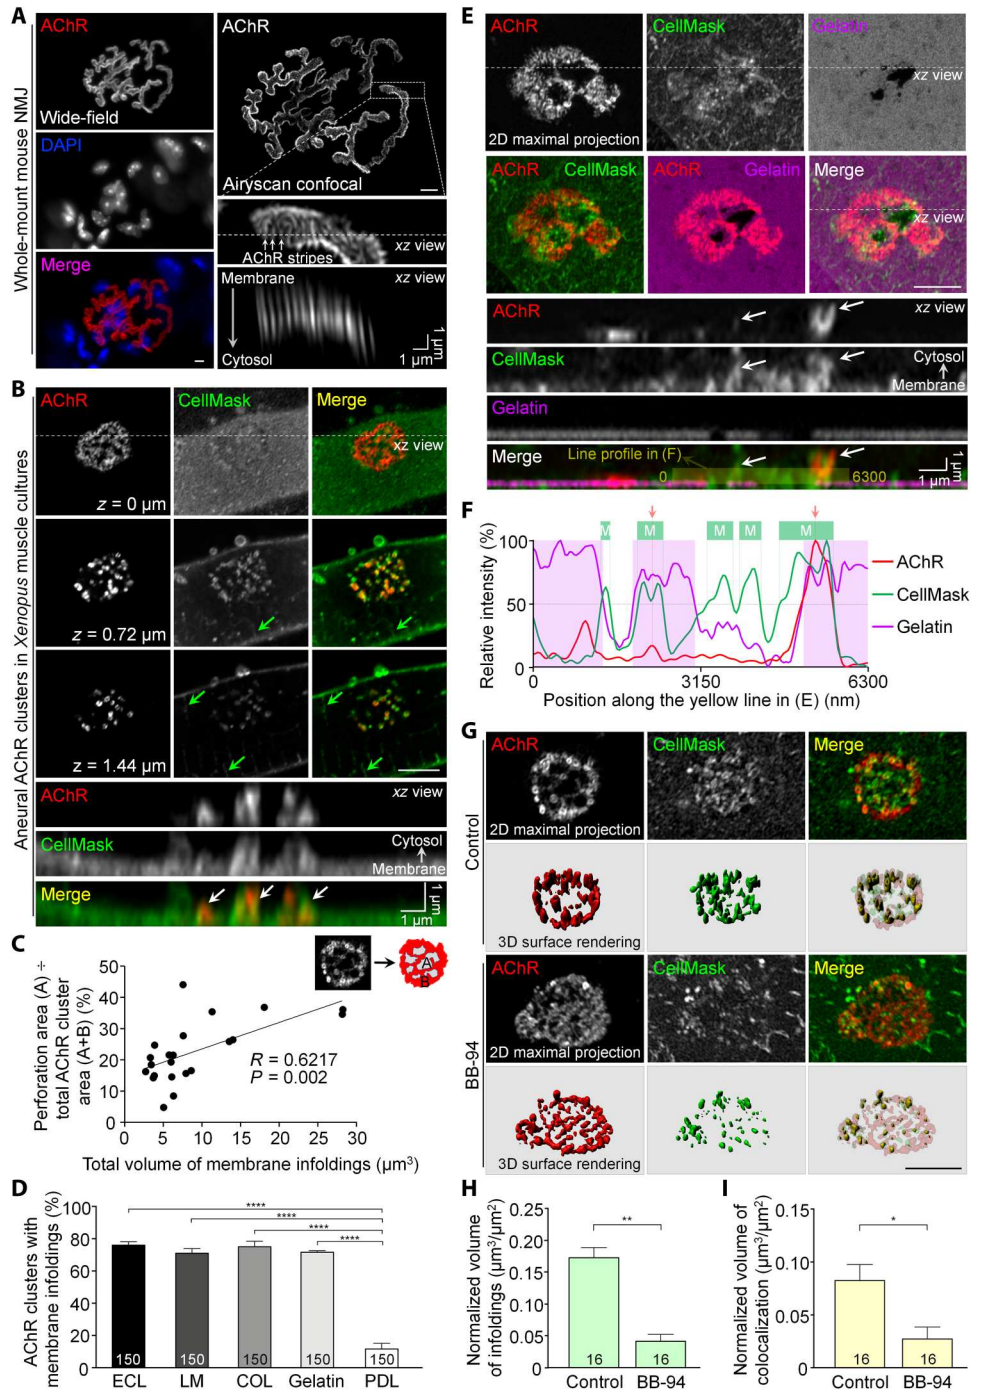 A
Whole-mount mouse NMJ
AChR
Wide-field
DAPI
Merge
AChR
Airyscan confocal
xz view
AChR stripes
Membrane
xz view
Cytosol
1 µm
1 µm
B
Aneural AChR clusters in Xenopus muscle cultures
AChR
CellMask
Merge
xz view
z = 0 µm
z = 0.72 µm
z = 1.44 µm
AChR
xz view
CellMask
Cytosol
Membrane
Merge
1 µm
1 µm
C
Perforation area (A) ÷
total AChR cluster
area (A+B) (%)
50
40
30
20
10
0
A
B
R = 0.6217
P = 0.002
0 5 10 15 20 25 30
Total volume of membrane infoldings (µm³)
D
AChR clusters with
membrane infoldings (%)
100
80
60
40
20
0
****
****
****
****
150 150 150 150 150
ECL LM COL Gelatin PDL
E
AChR
CellMask
Gelatin
xz view
2D maximal projection
AChR CellMask
AChR Gelatin
Merge
AChR
xz view
CellMask
Cytosol
Membrane
Gelatin
Merge
Line profile in (F)
0 6300
1 µm
1 µm
F
M M M M M
Relative intensity (%)
100
50
0
AChR
CellMask
Gelatin
0 3150 6300
Position along the yellow line in (E) (nm)
G
Control
AChR
CellMask
Merge
2D maximal projection
3D surface rendering
BB-94
AChR
CellMask
Merge
2D maximal projection
3D surface rendering
H
Normalized volume
of infoldings (µm³/µm²)
0.25
0.20
0.15
0.10
0.05
0
**
16 16
Control BB-94
I
Normalized volume of
colocalization (µm³/µm²)
0.15
0.10
0.05
0
*
16 16
Control BB-94